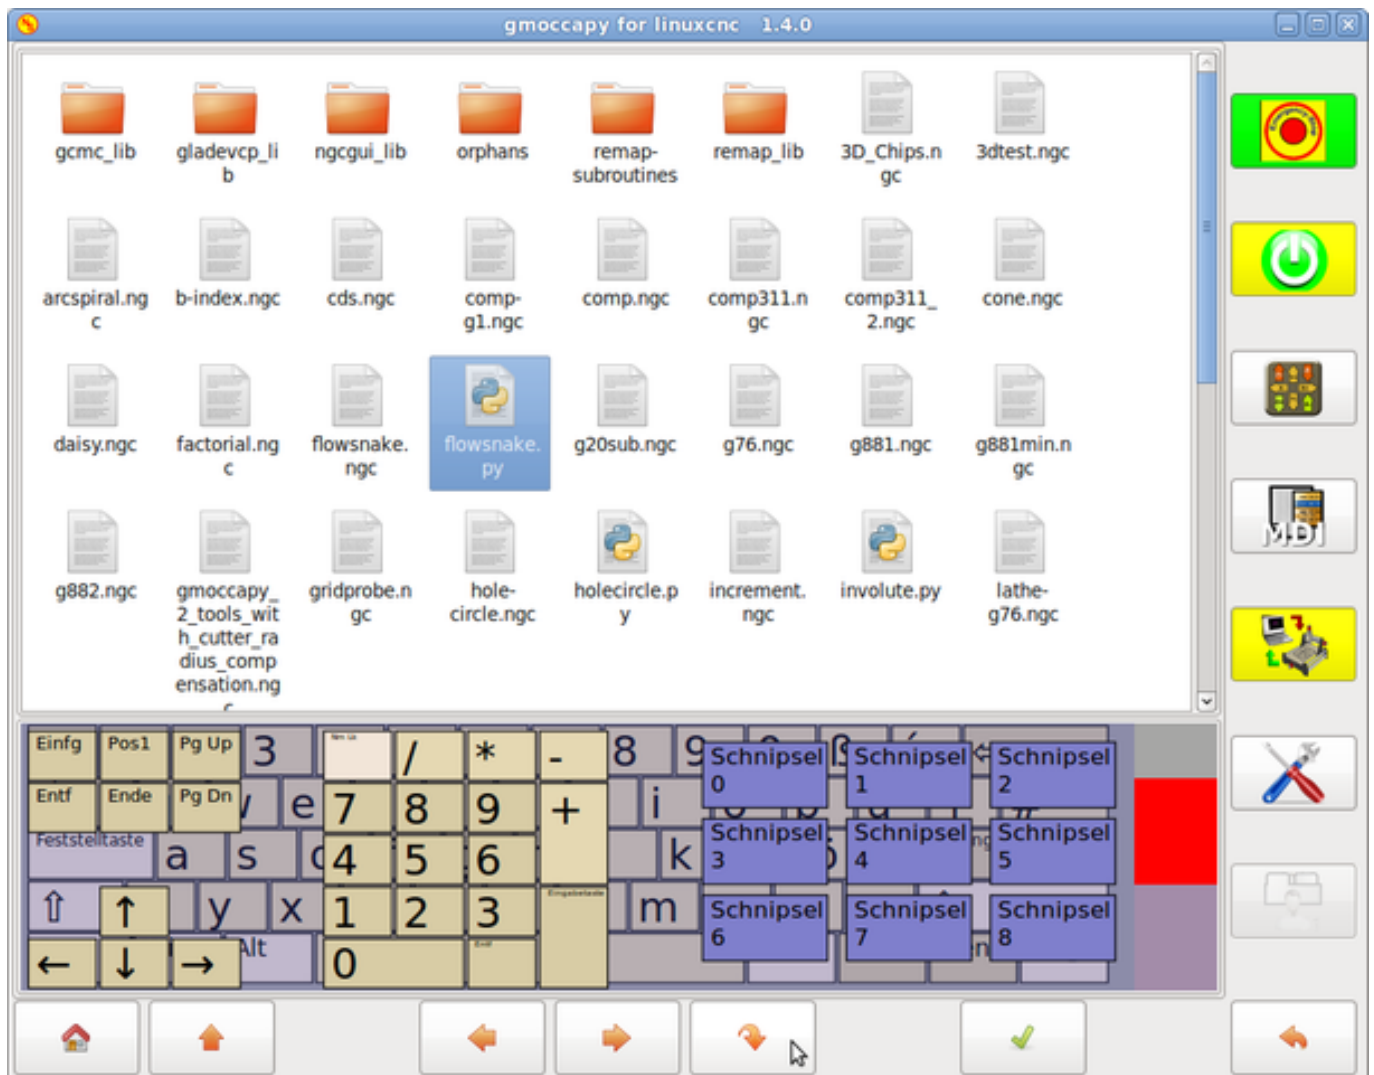 gmoccapy for linuxcnc 1.4.0
gcmc_lib
gladevcp_li
b
ngcgui_lib
orphans
remap-
subroutines
remap_lib
3D_Chips.n
gc
3dtest.ngc
arcspiral.ng
c
b-index.ngc
cds.ngc
comp-
g1.ngc
comp.ngc
comp311.n
gc
comp311_
2.ngc
cone.ngc
daisy.ngc
factorial.ng
c
flowsnake.
ngc
flowsnake.
py
g20sub.ngc
g76.ngc
g881.ngc
g881min.n
gc
g882.ngc
gmoccapy_
2_tools_wit
h_cutter_ra
dius_comp
ensation.ng
c
gridprobe.n
gc
hole-
circle.ngc
holecircle.p
y
increment.
ngc
involute.py
lathe-
g76.ngc
MDI
Einfg Pos1 Pg Up 3 / * - 8 9
Schnipsel
0
Schnipsel
1
Schnipsel
2
Entf Ende Pg Dn e 7 8 9 + i
Feststelltaste a s 4 5 6 k
Schnipsel
3
Schnipsel
4
Schnipsel
5
⇧ ↑ y x 1 2 3 Eingabetaste m
Schnipsel
6
Schnipsel
7
Schnipsel
8
← ↓ → Alt 0 Entf